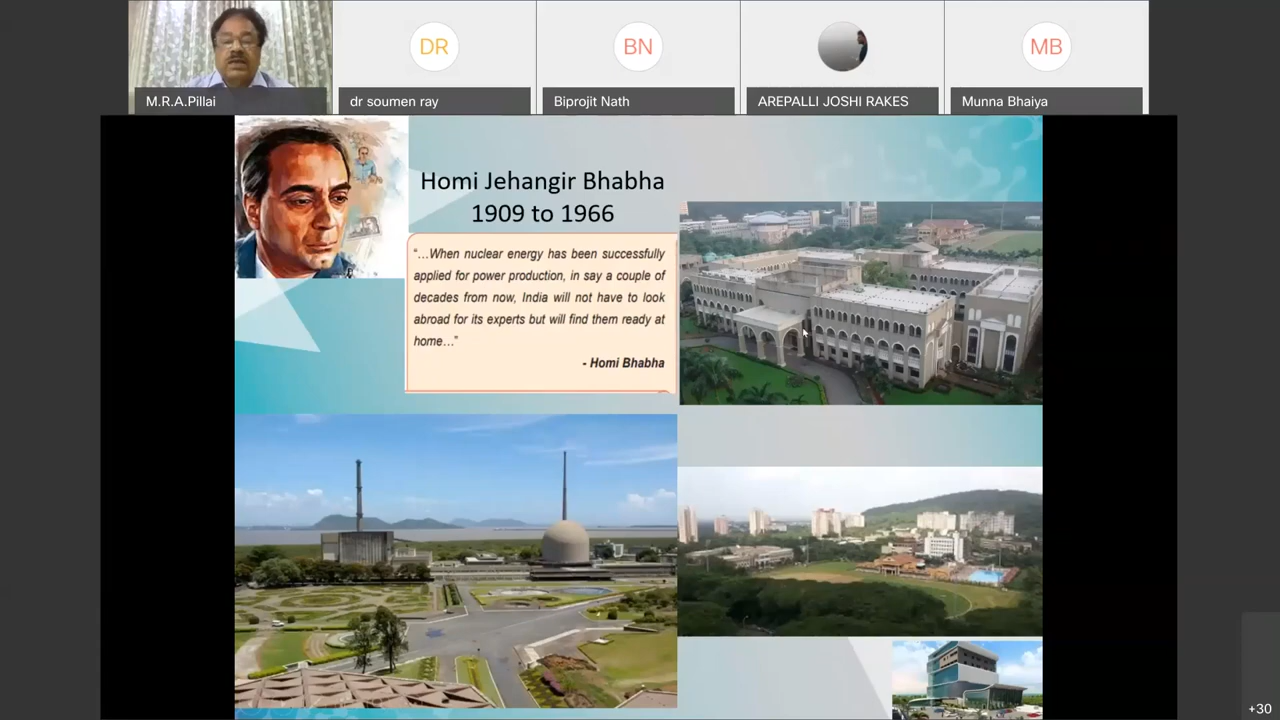 DR
BN
MB
M.R.A.Pillai
dr soumen ray
Biprojit Nath
AREPALLI JOSHI RAKES
Munna Bhaiya
Homi Jehangir Bhabha
1909 to 1966
“...When nuclear energy has been successfully
applied for power production, in say a couple of
decades from now, India will not have to look
abroad for its experts but will find them ready at
home...”
- Homi Bhabha
+30